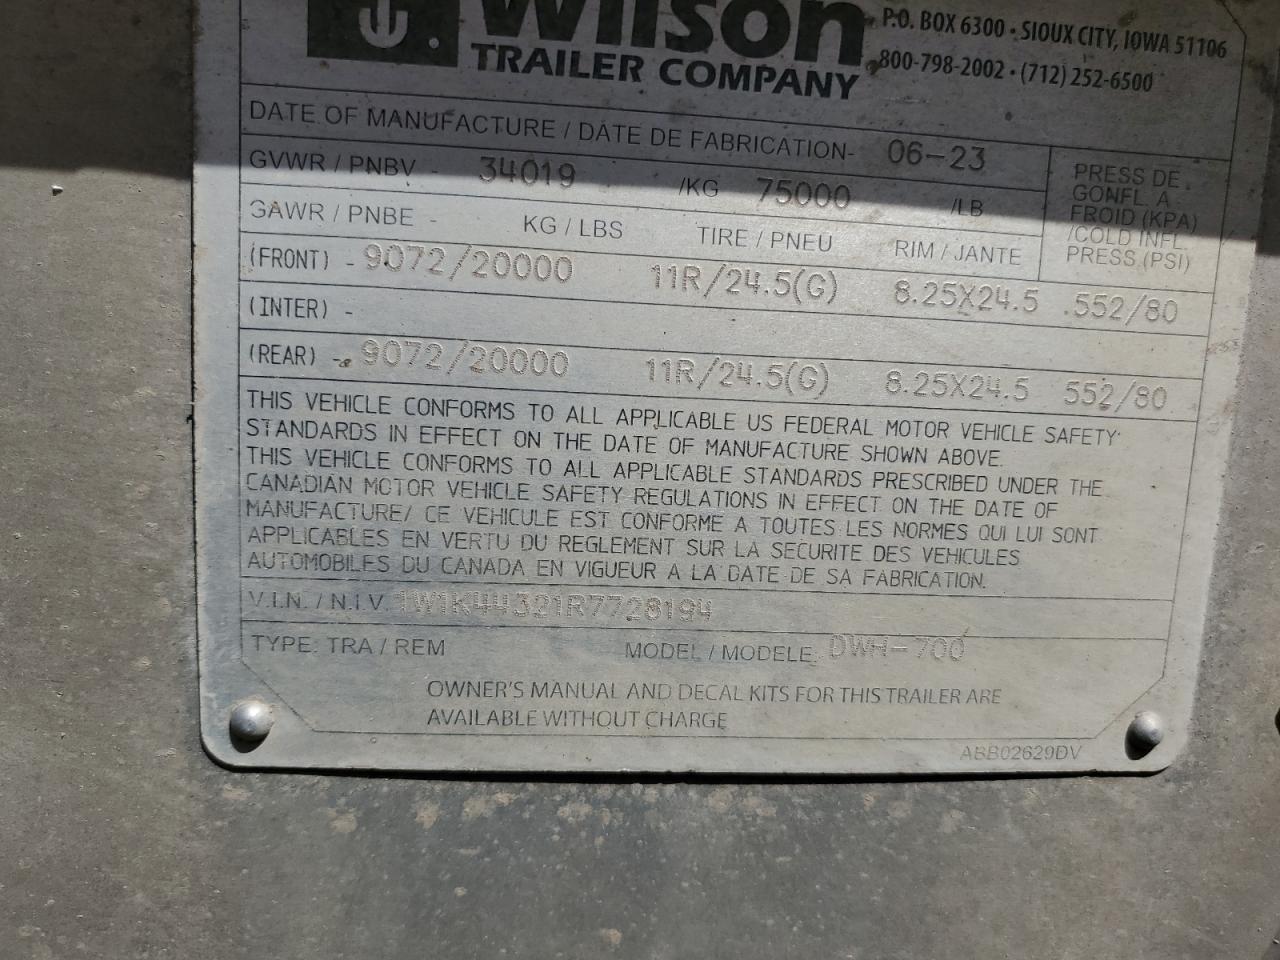 Wilson
TRAILER COMPANY
P.O. BOX 6300 • SIOUX CITY, IOWA 51106
800-798-2002 • (712) 252-6500
DATE OF MANUFACTURE / DATE DE FABRICATION- 06-23
GVWR / PNBV - 34019 /KG 75000 /LB
PRESS DE
GONFL A
FROID (KPA)
/COLD INFL.
PRESS (PSI)
GAWR / PNBE - KG / LBS TIRE / PNEU RIM / JANTE
(FRONT) - 9072/20000 11R/24.5(G) 8.25X24.5 552/80
(INTER) -
(REAR) - 9072/20000 11R/24.5(G) 8.25X24.5 552/80
THIS VEHICLE CONFORMS TO ALL APPLICABLE US FEDERAL MOTOR VEHICLE SAFETY
STANDARDS IN EFFECT ON THE DATE OF MANUFACTURE SHOWN ABOVE.
THIS VEHICLE CONFORMS TO ALL APPLICABLE STANDARDS PRESCRIBED UNDER THE
CANADIAN MOTOR VEHICLE SAFETY REGULATIONS IN EFFECT ON THE DATE OF
MANUFACTURE/ CE VEHICULE EST CONFORME A TOUTES LES NORMES QUI LUI SONT
APPLICABLES EN VERTU DU REGLEMENT SUR LA SECURITE DES VEHICULES
AUTOMOBILES DU CANADA EN VIGUEUR A LA DATE DE SA FABRICATION.
V.I.N. / N.I.V. 1W1K44321R7728194
TYPE: TRA / REM MODEL / MODELE DWH-700
OWNER'S MANUAL AND DECAL KITS FOR THIS TRAILER ARE
AVAILABLE WITHOUT CHARGE
ABB02629DV